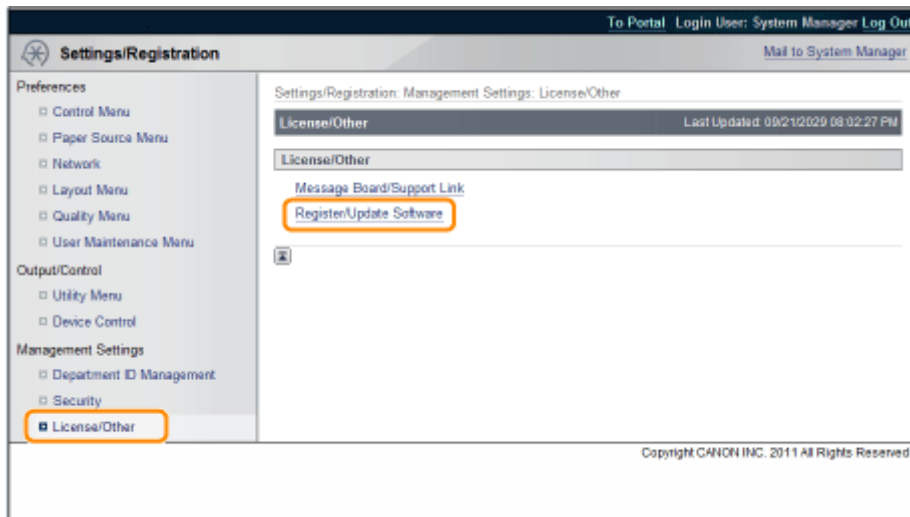 To Portal Login User: System Manager Log Out
Settings/Registration
Mail to System Manager
Preferences
Control Menu
Paper Source Menu
Network
Layout Menu
Quality Menu
User Maintenance Menu
Output/Control
Utility Menu
Device Control
Management Settings
Department ID Management
Security
License/Other
Settings/Registration: Management Settings: License/Other
License/Other
Last Updated: 09/21/2029 08:02:27 PM
License/Other
Message Board/Support Link
Register/Update Software
Copyright CANON INC. 2011 All Rights Reserved